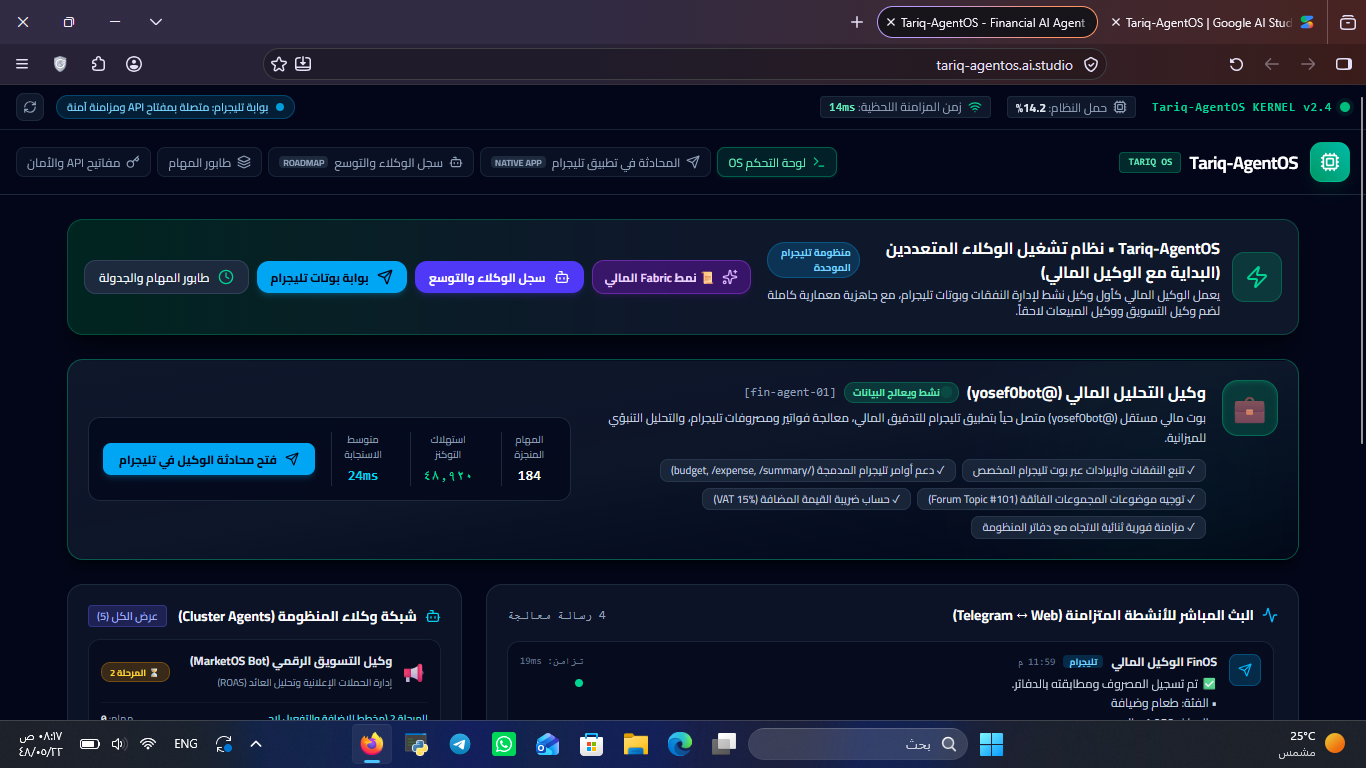 Tariq-AgentOS - Financial AI Agent
Tariq-AgentOS | Google AI Stud
tariq-agentos.ai.studio
Tariq-AgentOS KERNEL v2.4
حمل النظام: 14.2%
زمن المزامنة اللحظية: 14ms
بوابة تليجرام: متصلة بمفتاح API ومزامنة آمنة
Tariq-AgentOS
TARIQ OS
لوحة التحكم OS
المحادثة في تطبيق تليجرام NATIVE APP
سجل الوكلاء والتوسع ROADMAP
طابور المهام
مفاتيح API والأمان
Tariq-AgentOS • نظام تشغيل الوكلاء المتعددين
(البداية مع الوكيل المالي)
منظومة تليجرام
الموحدة
يعمل الوكيل المالي كأول وكيل نشط لإدارة النفقات وبوتات تليجرام، مع جاهزية معمارية كاملة
لضم وكيل التسويق ووكيل المبيعات لاحقاً.
نمط Fabric المالي
سجل الوكلاء والتوسع
بوابة بوتات تليجرام
طابور المهام والجدولة
وكيل التحليل المالي (@yosef0bot)
نشط ويعالج البيانات
[fin-agent-01]
بوت مالي مستقل (@yosef0bot) متصل حياً بتطبيق تليجرام للتدقيق المالي، معالجة فواتير ومصروفات تليجرام، والتحليل التنبؤي
للميزانية.
✓ تتبع النفقات والإيرادات عبر بوت تليجرام المخصص
✓ دعم أوامر تليجرام المدمجة (/budget, /expense, /summary)
✓ توجيه موضوعات المجموعات الفائقة (Forum Topic #101)
✓ حساب ضريبة القيمة المضافة (VAT 15%)
✓ مزامنة فورية ثنائية الاتجاه مع دفاتر المنظومة
المهام
المنجزة
184
استهلاك
التوكنز
٤٨,٩٢٠
متوسط
الاستجابة
24ms
فتح محادثة الوكيل في تليجرام
البث المباشر للأنشطة المتزامنة (Telegram ↔ Web)
4 رسالة معالجة
FinOS الوكيل المالي
تليجرام
11:59 م
تزامن: 19ms
✅ تم تسجيل المصروف ومطابقته بالدفاتر.
• الفئة: طعام وضيافة
شبكة وكلاء المنظومة (Cluster Agents)
عرض الكل (5)
وكيل التسويق الرقمي (MarketOS Bot)
إدارة الحملات الإعلانية وتحليل العائد (ROAS)
⏳ المرحلة 2
المرحلة 2 (مخطط للإضافة والتفعيل لاح
مهام: 0
٠٨:١٧ ص
٤٨/٠٥/٢٢
ENG
بحث
25°C
مشمس